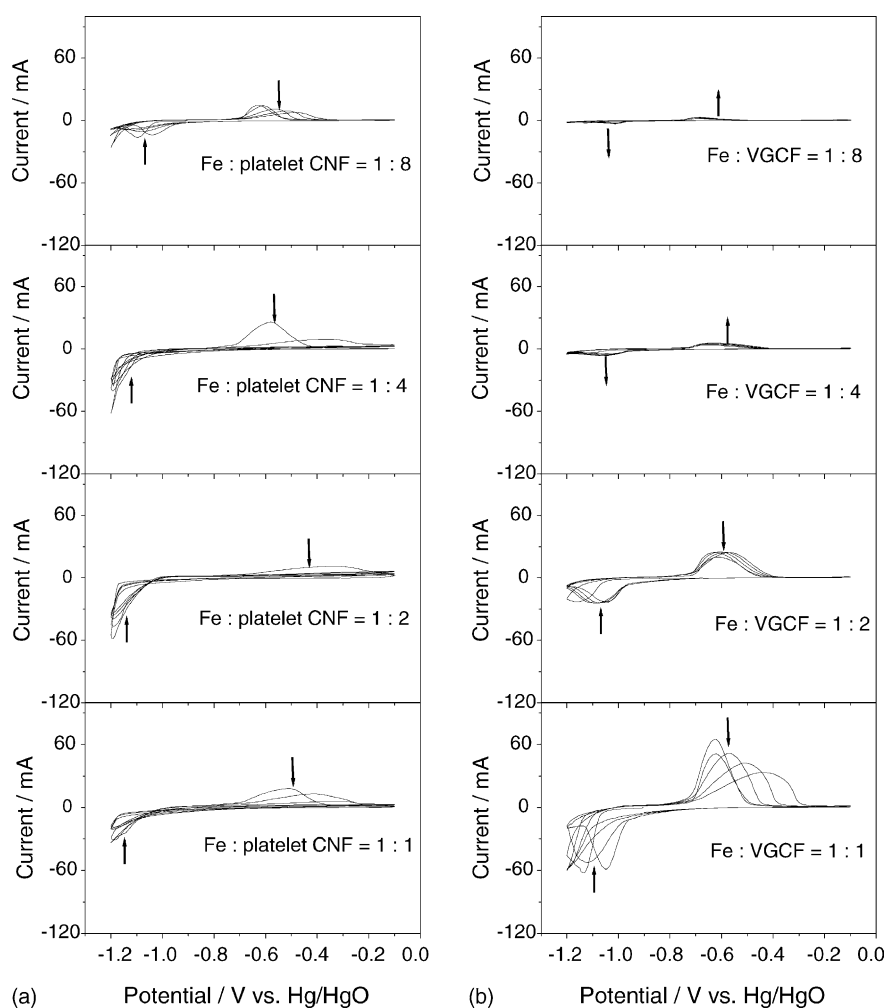 60
0
-60
-120
Current / mA
Fe : platelet CNF = 1 : 8
60
0
-60
-120
Current / mA
Fe : platelet CNF = 1 : 4
60
0
-60
-120
Current / mA
Fe : platelet CNF = 1 : 2
60
0
-60
-120
Current / mA
Fe : platelet CNF = 1 : 1
-1.2 -1.0 -0.8 -0.6 -0.4 -0.2 0.0
(a) Potential / V vs. Hg/HgO
60
0
-60
-120
Current / mA
Fe : VGCF = 1 : 8
60
0
-60
-120
Current / mA
Fe : VGCF = 1 : 4
60
0
-60
-120
Current / mA
Fe : VGCF = 1 : 2
60
0
-60
-120
Current / mA
Fe : VGCF = 1 : 1
-1.2 -1.0 -0.8 -0.6 -0.4 -0.2 0.0
(b) Potential / V vs. Hg/HgO